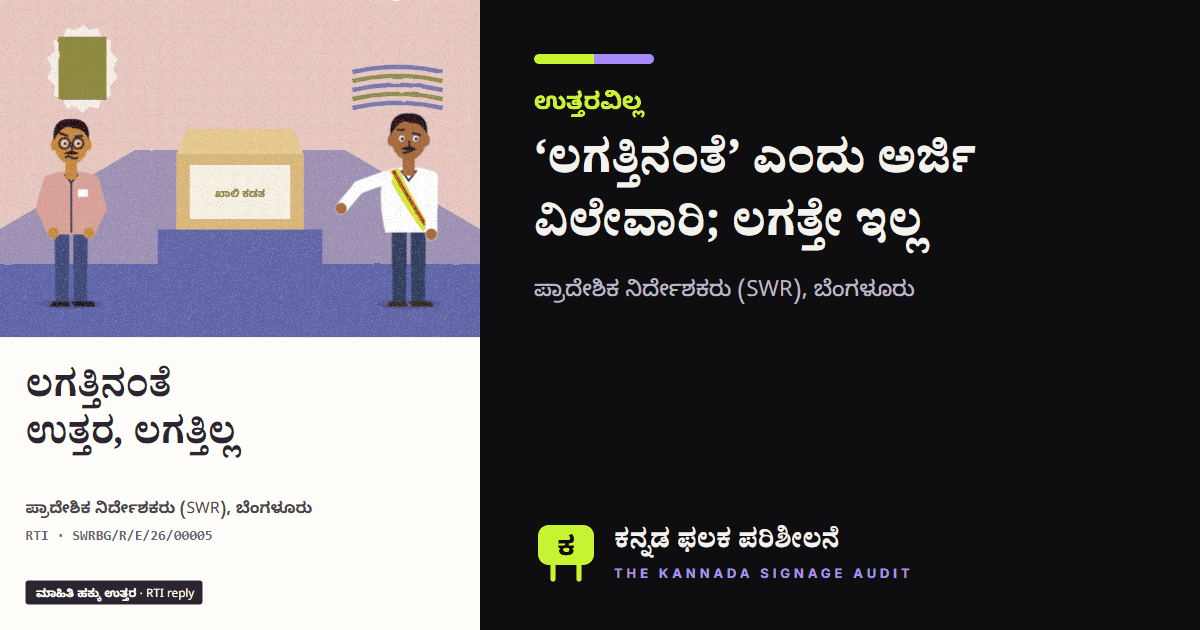 ಖಾಲಿ ಕಡತ
ಲಗತ್ತಿನಂತೆ
ಉತ್ತರ, ಲಗತ್ತಿಲ್ಲ
ಪ್ರಾದೇಶಿಕ ನಿರ್ದೇಶಕರು (SWR), ಬೆಂಗಳೂರು
RTI · SWRBG/R/E/26/00005
ಮಾಹಿತಿ ಹಕ್ಕು ಉತ್ತರ · RTI reply
ಉತ್ತರವಿಲ್ಲ
‘ಲಗತ್ತಿನಂತೆ’ ಎಂದು ಅರ್ಜಿ
ವಿಲೇವಾರಿ; ಲಗತ್ತೇ ಇಲ್ಲ
ಪ್ರಾದೇಶಿಕ ನಿರ್ದೇಶಕರು (SWR), ಬೆಂಗಳೂರು
ಕ
ಕನ್ನಡ ಫಲಕ ಪರಿಶೀಲನೆ
THE KANNADA SIGNAGE AUDIT